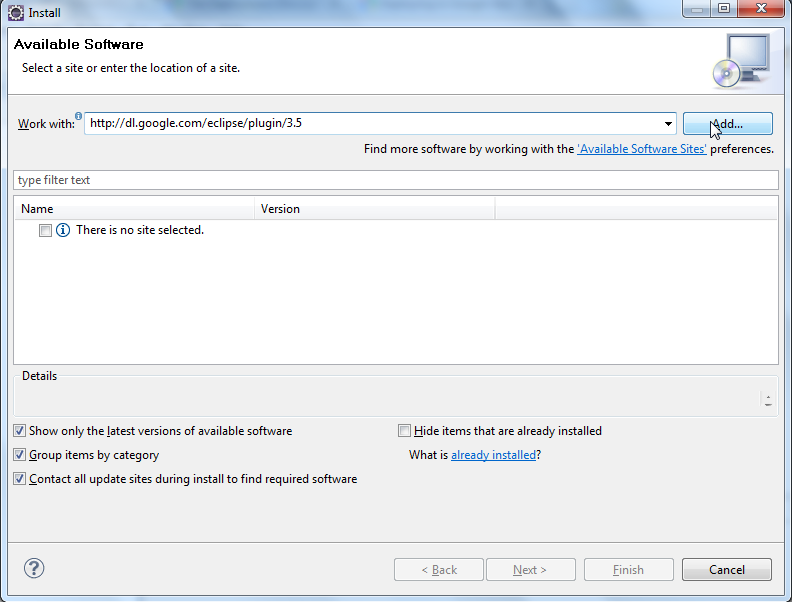 Install
Available Software
Select a site or enter the location of a site.
Work with: http://dl.google.com/eclipse/plugin/3.5 Add...
Find more software by working with the 'Available Software Sites' preferences.
type filter text
Name Version
There is no site selected.
Details
Show only the latest versions of available software Hide items that are already installed
Group items by category What is already installed?
Contact all update sites during install to find required software
< Back Next > Finish Cancel